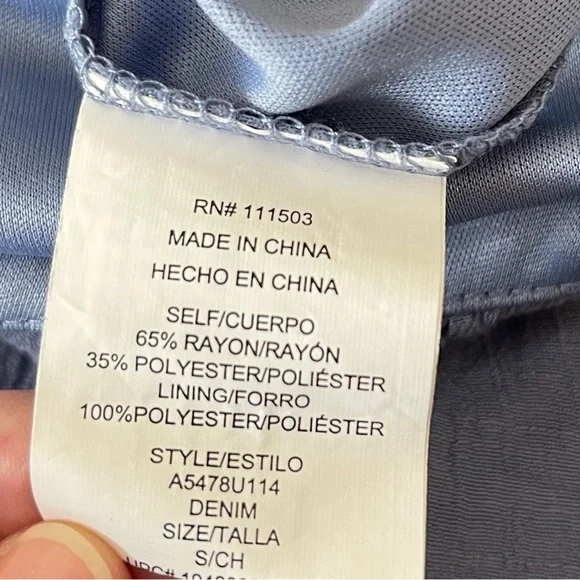 RN# 111503
MADE IN CHINA
HECHO EN CHINA
SELF/CUERPO
65% RAYON/RAYÓN
35% POLYESTER/POLIÉSTER
LINING/FORRO
100%POLYESTER/POLIÉSTER
STYLE/ESTILO
A5478U114
DENIM
SIZE/TALLA
S/CH